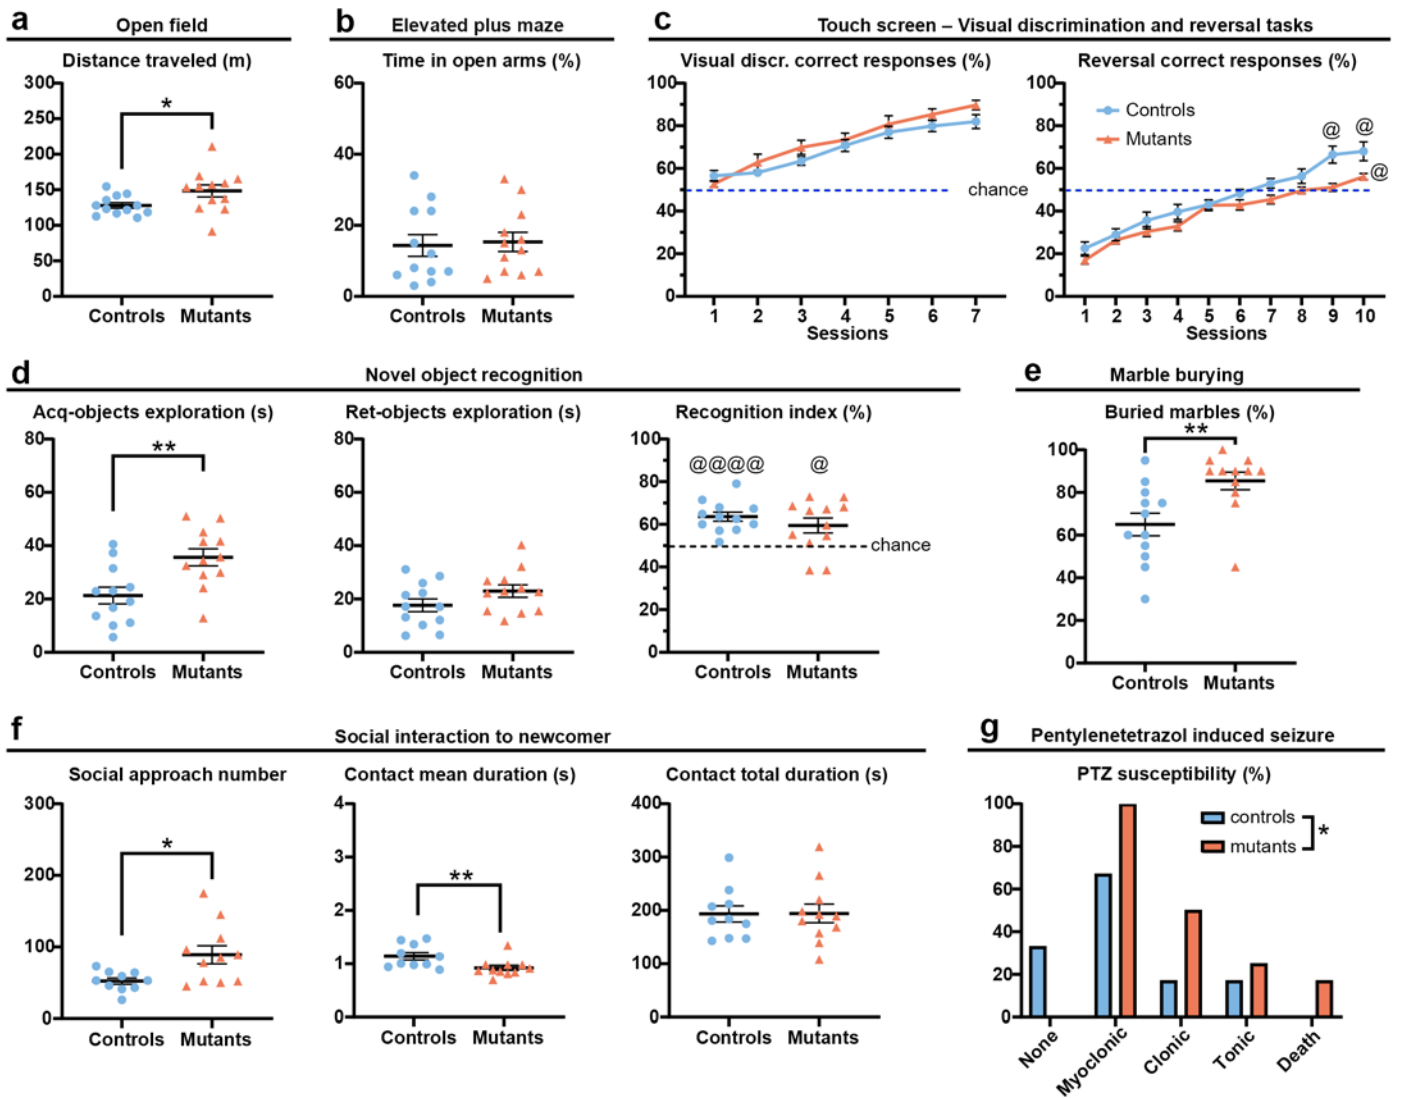 a
Open field
Distance traveled (m)
300
250
200
150
100
50
0
*
Controls Mutants
b
Elevated plus maze
Time in open arms (%)
60
40
20
0
Controls Mutants
c
Touch screen – Visual discrimination and reversal tasks
Visual discr. correct responses (%)
100
80
60
40
20
0
chance
1 2 3 4 5 6 7
Sessions
Reversal correct responses (%)
100
80
60
40
20
0
Controls
Mutants
@ @
@
1 2 3 4 5 6 7 8 9 10
Sessions
d
Novel object recognition
Acq-objects exploration (s)
80
60
40
20
0
**
Controls Mutants
Ret-objects exploration (s)
80
60
40
20
0
Controls Mutants
Recognition index (%)
100
80
60
40
20
0
@@@@ @
chance
Controls Mutants
e
Marble burying
Buried marbles (%)
**
100
80
60
40
20
0
Controls Mutants
f
Social interaction to newcomer
Social approach number
300
200
100
0
*
Controls Mutants
Contact mean duration (s)
4
3
2
1
0
**
Controls Mutants
Contact total duration (s)
400
300
200
100
0
Controls Mutants
g
Pentylenetetrazol induced seizure
PTZ susceptibility (%)
100
80
60
40
20
0
controls
mutants
*
None
Myoclonic
Clonic
Tonic
Death